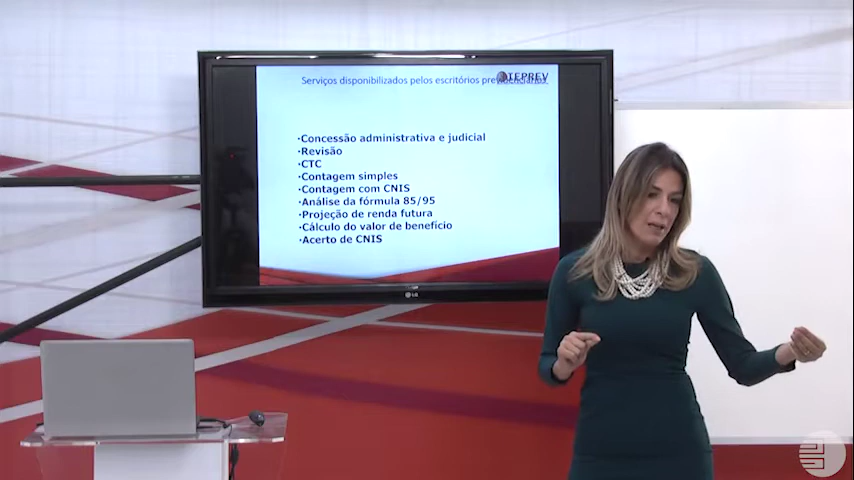 IEPREV
Serviços disponibilizados pelos escritórios previdenciários
·Concessão administrativa e judicial
·Revisão
·CTC
·Contagem simples
·Contagem com CNIS
·Análise da fórmula 85/95
·Projeção de renda futura
·Cálculo do valor de benefício
·Acerto de CNIS
LG